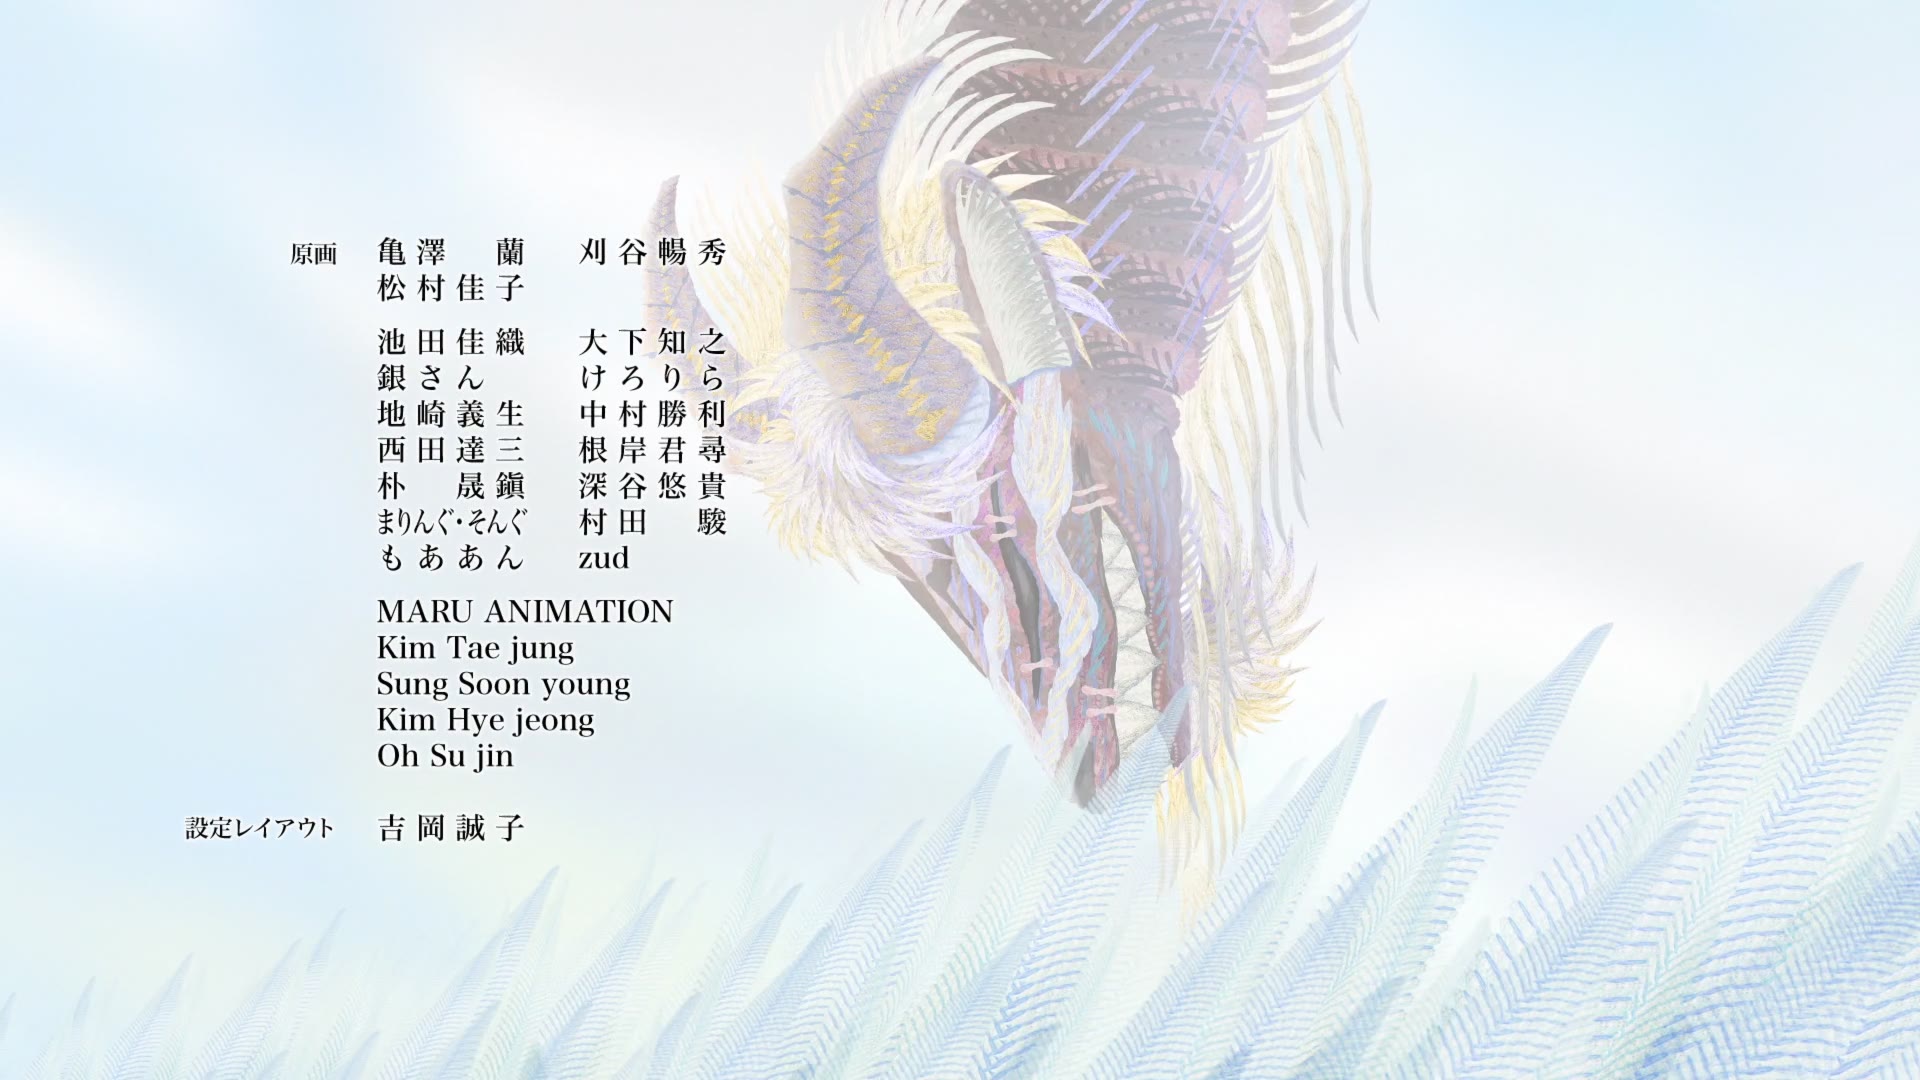 原画 亀澤 蘭 刈谷暢秀
松村佳子
池田佳織 大下知之
銀さん けろりら
地崎義生 中村勝利
西田達三 根岸君尋
朴 晟鎭 深谷悠貴
まりんぐ・そんぐ 村田 駿
もああん zud
MARU ANIMATION
Kim Tae jung
Sung Soon young
Kim Hye jeong
Oh Su jin
設定レイアウト 吉岡誠子